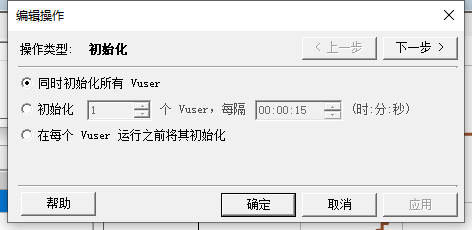 编辑操作
操作类型: 初始化 < 上一步 下一步 >
同时初始化所有 Vuser
初始化 1 个 Vuser，每隔 00:00:15 (时:分:秒)
在每个 Vuser 运行之前将其初始化
帮助 确定 取消 应用